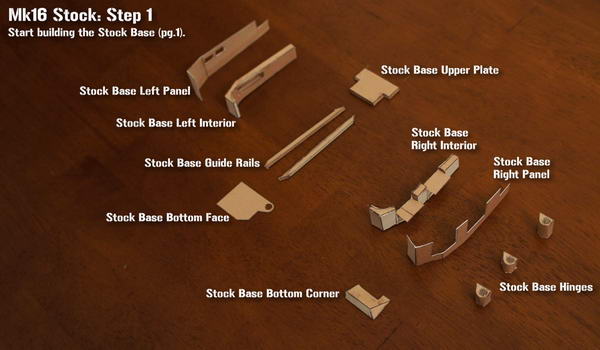 Mk16 Stock: Step 1
Start building the Stock Base (pg.1).
Stock Base Upper Plate
Stock Base Left Panel
Stock Base Left Interior
Stock Base
Right Interior
Stock Base
Right Panel
Stock Base Guide Rails
Stock Base Bottom Face
Stock Base Hinges
Stock Base Bottom Corner